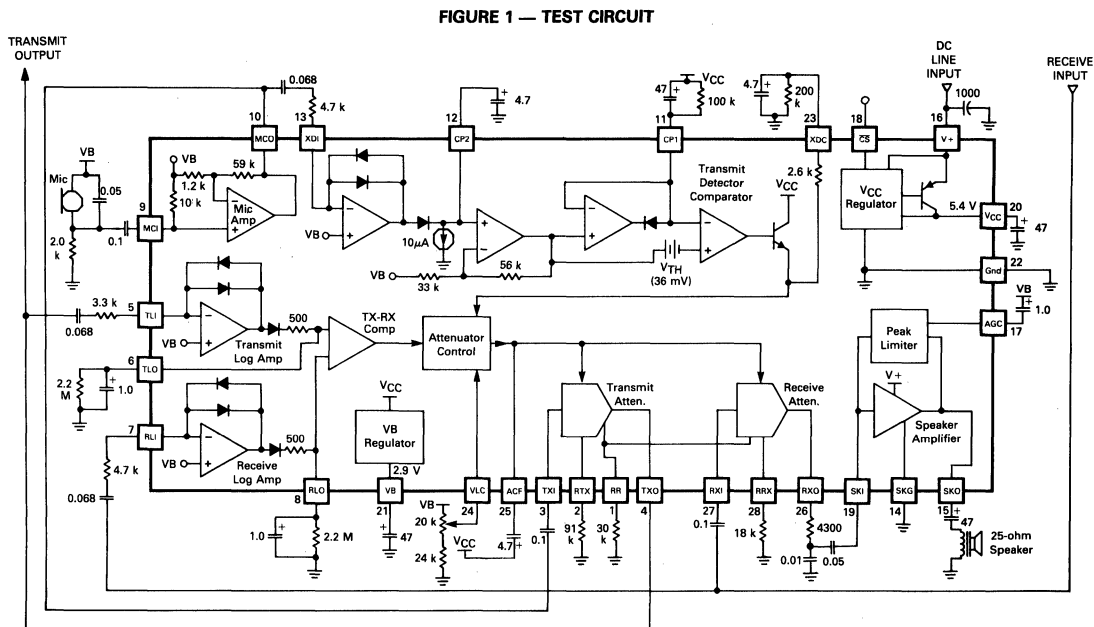 FIGURE 1 — TEST CIRCUIT
TRANSMIT
OUTPUT
DC
LINE
INPUT
RECEIVE
INPUT
0.068
4.7 k
+
4.7
47
+
VCC
100 k
4.7
+
200
k
1000
10
MCO
13
XDI
12
CP2
11
CP1
23
XDC
18
CS
16
V+
VB
Mic
0.05
VB
59 k
1.2 k
10 k
Mic
Amp
9
MCI
0.1
2.0
k
VB
10μA
VB
33 k
56 k
VTH
(36 mV)
Transmit
Detector
Comparator
2.6 k
VCC
VCC
Regulator
5.4 V
20
VCC
+
47
22
Gnd
VB
+
1.0
AGC
17
3.3 k
5
TLI
0.068
VB
500
Transmit
Log Amp
TX-RX
Comp
Attenuator
Control
6
TLO
2.2
M
+
1.0
7
RLI
4.7 k
0.068
VB
500
Receive
Log Amp
VCC
VB
Regulator
2.9 V
Transmit
Atten.
Receive
Atten.
Peak
Limiter
V+
Speaker
Amplifier
RLO
8
VB
21
VLC
24
ACF
25
TXI
3
RTX
2
RR
1
TXO
4
RXI
27
RRX
28
RXO
26
SKI
19
SKG
14
SKO
15
1.0
+
2.2 M
+
47
VB
20 k
24 k
VCC
4.7
+
0.1
91
k
30
k
0.1
18 k
4300
0.01
0.05
+
47
25-ohm
Speaker